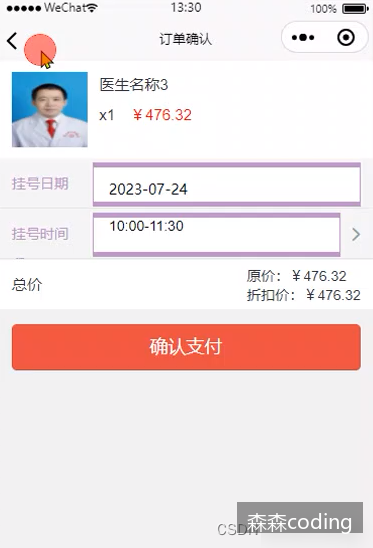 WeChat 13:30 100%
订单确认
医生名称3
x1 ￥476.32
挂号日期 2023-07-24
挂号时间 10:00-11:30
总价 原价：￥476.32
折扣价：￥476.32
确认支付
CSDN
森森coding